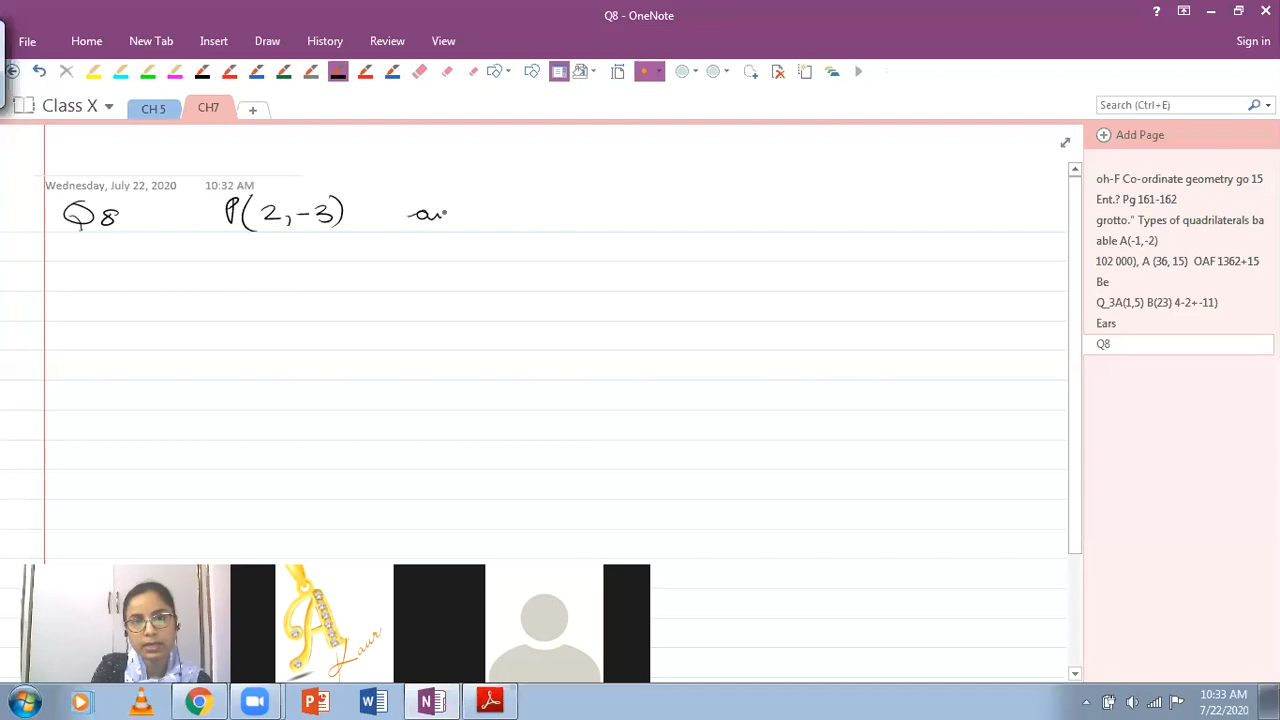 Q8 - OneNote
File Home New Tab Insert Draw History Review View
Sign in
Class X CH 5 CH7
Search (Ctrl+E)
Add Page
Wednesday, July 22, 2020 10:32 AM
Q8 P(2,-3)
oh-F Co-ordinate geometry go 15
Ent.? Pg 161-162
grotto." Types of quadrilaterals ba
able A(-1,-2)
102 000), A (36, 15) OAF 1362+15
Be
Q_3A(1,5) B(23) 4-2+-11)
Ears
Q8
A Kaur
10:33 AM
7/22/2020